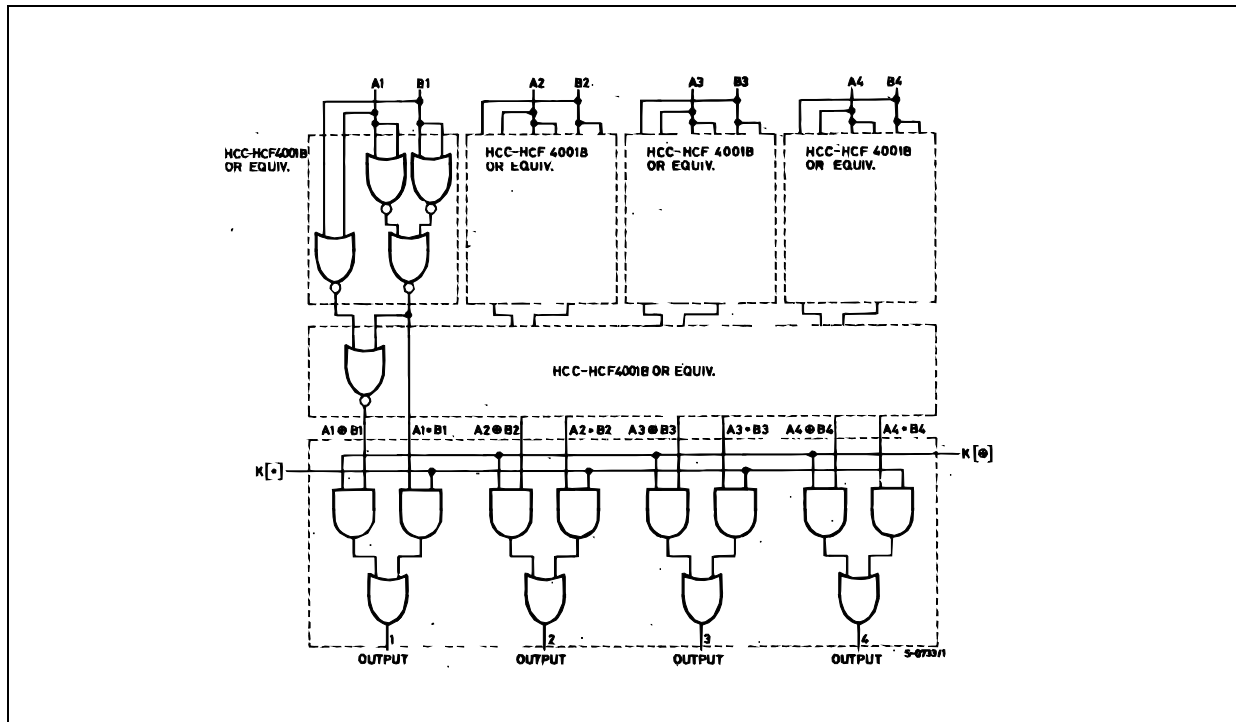 A1 B1 A2 B2 A3 B3 A4 B4
HCC-HCF4001B
OR EQUIV.
HCC-HCF 4001B
OR EQUIV.
HCC-HCF 4001B
OR EQUIV.
HCC-HCF 4001B
OR EQUIV.
HCC-HCF4001B OR EQUIV.
A1⊕B1 A1•B1 A2⊕B2 A2•B2 A3⊕B3 A3•B3 A4⊕B4 A4•B4
K[•] K[⊕]
1 2 3 4
OUTPUT OUTPUT OUTPUT OUTPUT
S-0733/1